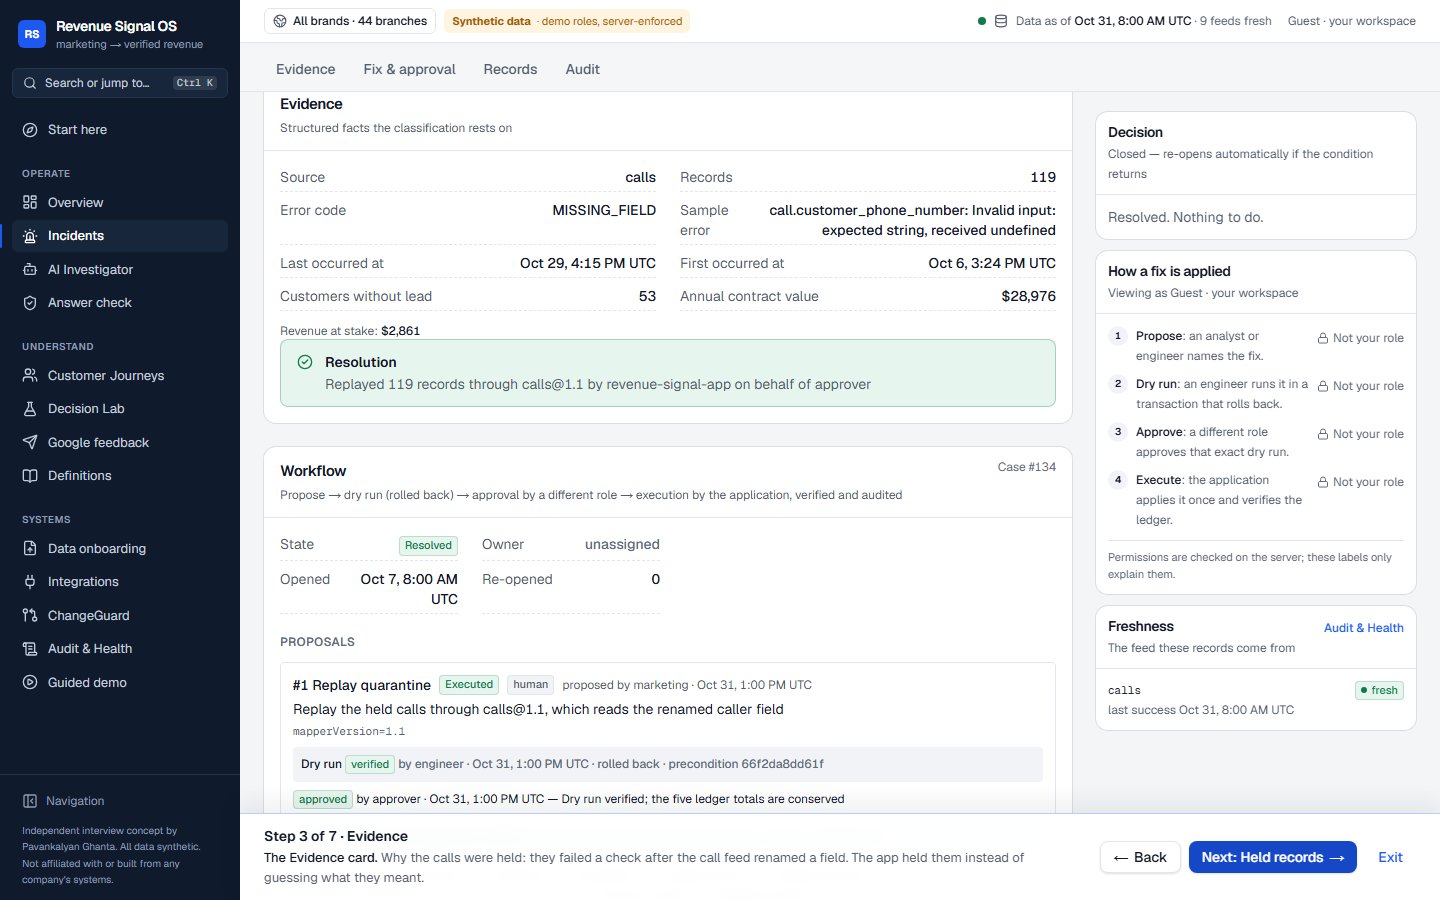 RS
Revenue Signal OS
marketing → verified revenue
Search or jump to...
Ctrl K
Start here
OPERATE
Overview
Incidents
AI Investigator
Answer check
UNDERSTAND
Customer Journeys
Decision Lab
Google feedback
Definitions
SYSTEMS
Data onboarding
Integrations
ChangeGuard
Audit & Health
Guided demo
Navigation
Independent interview concept by
Pavankalyan Ghanta. All data synthetic.
Not affiliated with or built from any
company's systems.
All brands · 44 branches
Synthetic data · demo roles, server-enforced
Data as of Oct 31, 8:00 AM UTC · 9 feeds fresh
Guest · your workspace
Evidence
Fix & approval
Records
Audit
Evidence
Structured facts the classification rests on
Source calls
Records 119
Error code MISSING_FIELD
Sample error call.customer_phone_number: Invalid input:
expected string, received undefined
Last occurred at Oct 29, 4:15 PM UTC
First occurred at Oct 6, 3:24 PM UTC
Customers without lead 53
Annual contract value $28,976
Revenue at stake: $2,861
Resolution
Replayed 119 records through calls@1.1 by revenue-signal-app on behalf of approver
Workflow
Case #134
Propose → dry run (rolled back) → approval by a different role → execution by the application, verified and audited
State Resolved
Owner unassigned
Opened Oct 7, 8:00 AM
UTC
Re-opened 0
PROPOSALS
#1 Replay quarantine Executed human proposed by marketing · Oct 31, 1:00 PM UTC
Replay the held calls through calls@1.1, which reads the renamed caller field
mapperVersion=1.1
Dry run verified by engineer · Oct 31, 1:00 PM UTC · rolled back · precondition 66f2da8dd61f
approved by approver · Oct 31, 1:00 PM UTC — Dry run verified; the five ledger totals are conserved
Decision
Closed — re-opens automatically if the condition
returns
Resolved. Nothing to do.
How a fix is applied
Viewing as Guest · your workspace
1 Propose: an analyst or
engineer names the fix.
Not your role
2 Dry run: an engineer runs it in a
transaction that rolls back.
Not your role
3 Approve: a different role
approves that exact dry run.
Not your role
4 Execute: the application
applies it once and verifies the
ledger.
Not your role
Permissions are checked on the server; these labels only
explain them.
Freshness
Audit & Health
The feed these records come from
calls
fresh
last success Oct 31, 8:00 AM UTC
Step 3 of 7 · Evidence
The Evidence card. Why the calls were held: they failed a check after the call feed renamed a field. The app held them instead of
guessing what they meant.
← Back
Next: Held records →
Exit